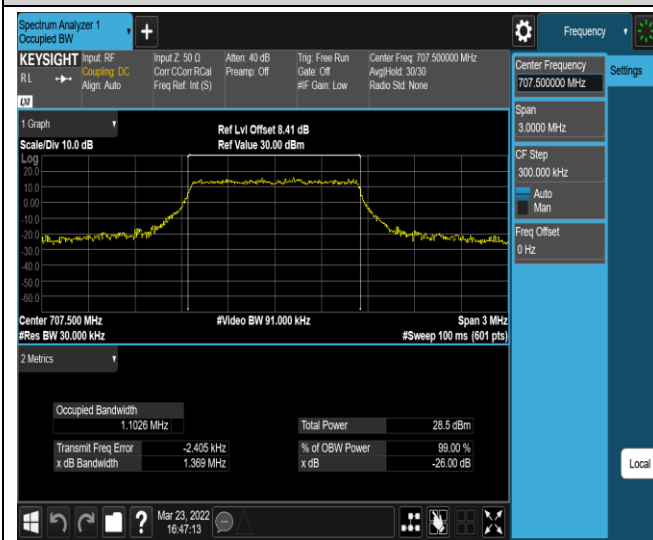 Spectrum Analyzer 1
Occupied BW
+
Frequency
KEYSIGHT
RL
LXI
Input: RF
Coupling: DC
Align: Auto
Input Z: 50 Ω
Corr CCorr RCal
Freq Ref: Int (S)
Atten: 40 dB
Preamp: Off
Trig: Free Run
Gate: Off
#IF Gain: Low
Center Freq: 707.500000 MHz
Avg|Hold: 30/30
Radio Std: None
Center Frequency
707.500000 MHz
Settings
Span
3.0000 MHz
CF Step
300.000 kHz
Auto
Man
Freq Offset
0 Hz
1 Graph
Scale/Div 10.0 dB
Ref Lvl Offset 8.41 dB
Ref Value 30.00 dBm
Log
20.0
10.0
0.00
-10.0
-20.0
-30.0
-40.0
-50.0
-60.0
Center 707.500 MHz
#Video BW 91.000 kHz
Span 3 MHz
#Res BW 30.000 kHz
#Sweep 100 ms (601 pts)
2 Metrics
Occupied Bandwidth
1.1026 MHz
Total Power 28.5 dBm
Transmit Freq Error -2.405 kHz
% of OBW Power 99.00 %
x dB Bandwidth 1.369 MHz
x dB -26.00 dB
Local
?
Mar 23, 2022
16:47:13